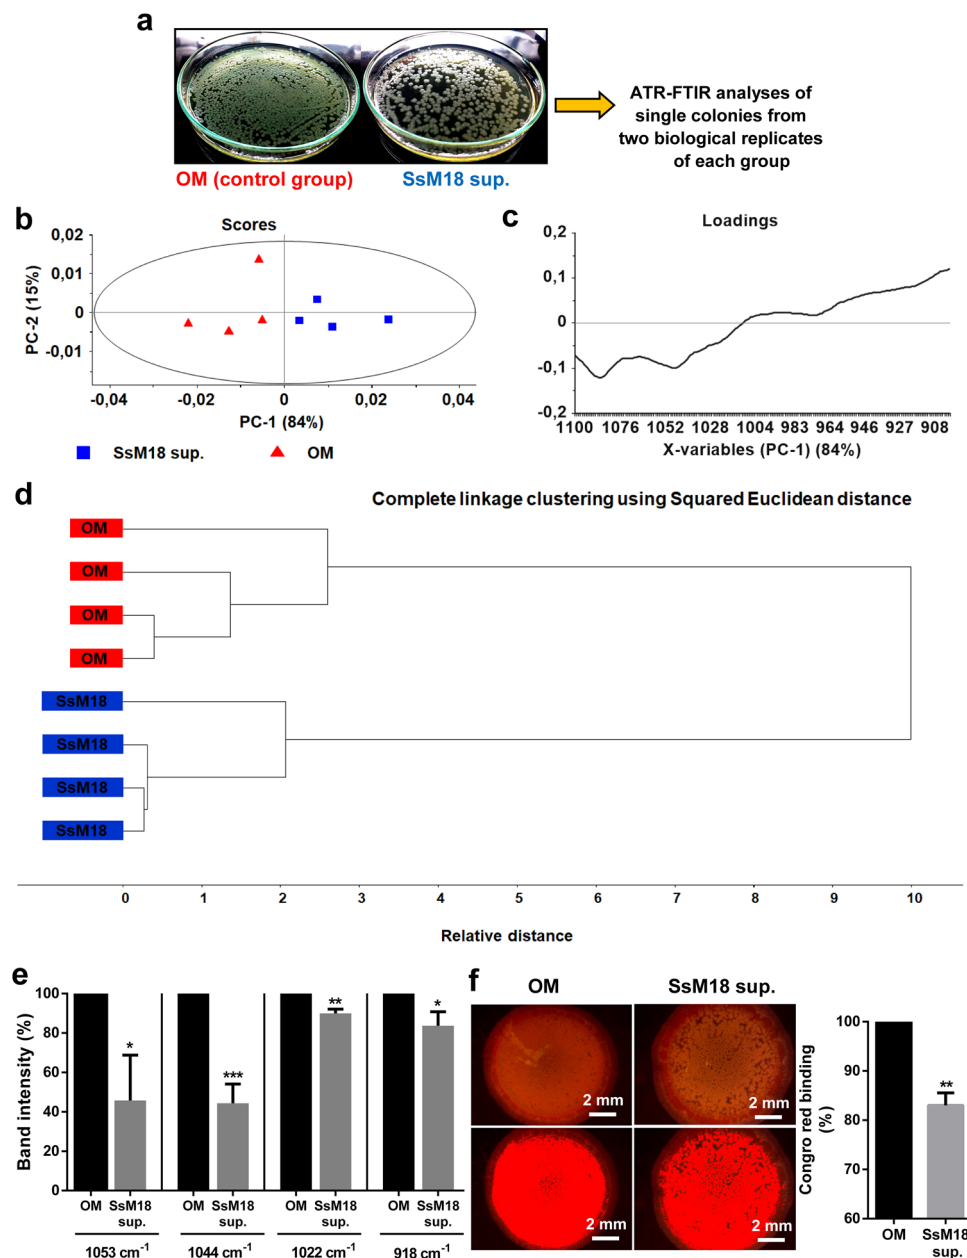 a
ATR-FTIR analyses of
single colonies from
two biological replicates
of each group
OM (control group)
SsM18 sup.
b
Scores
0,02
0,01
0
-0,01
PC-2 (15%)
-0,04
-0,02
0
0,02
0,04
PC-1 (84%)
SsM18 sup.
OM
c
Loadings
0,2
0,1
0
-0,1
-0,2
1100 1076 1052 1028 1004 983 964 946 927 908
X-variables (PC-1) (84%)
d
Complete linkage clustering using Squared Euclidean distance
OM
OM
OM
OM
SsM18
SsM18
SsM18
SsM18
0 1 2 3 4 5 6 7 8 9 10
Relative distance
e
Band intensity (%)
100
80
60
40
20
0
*
***
**
*
OM SsM18 sup.
OM SsM18 sup.
OM SsM18 sup.
OM SsM18 sup.
1053 cm⁻¹
1044 cm⁻¹
1022 cm⁻¹
918 cm⁻¹
f
OM
SsM18 sup.
2 mm
2 mm
2 mm
2 mm
Congro red binding
(%)
100
90
80
70
60
**
OM
SsM18
sup.